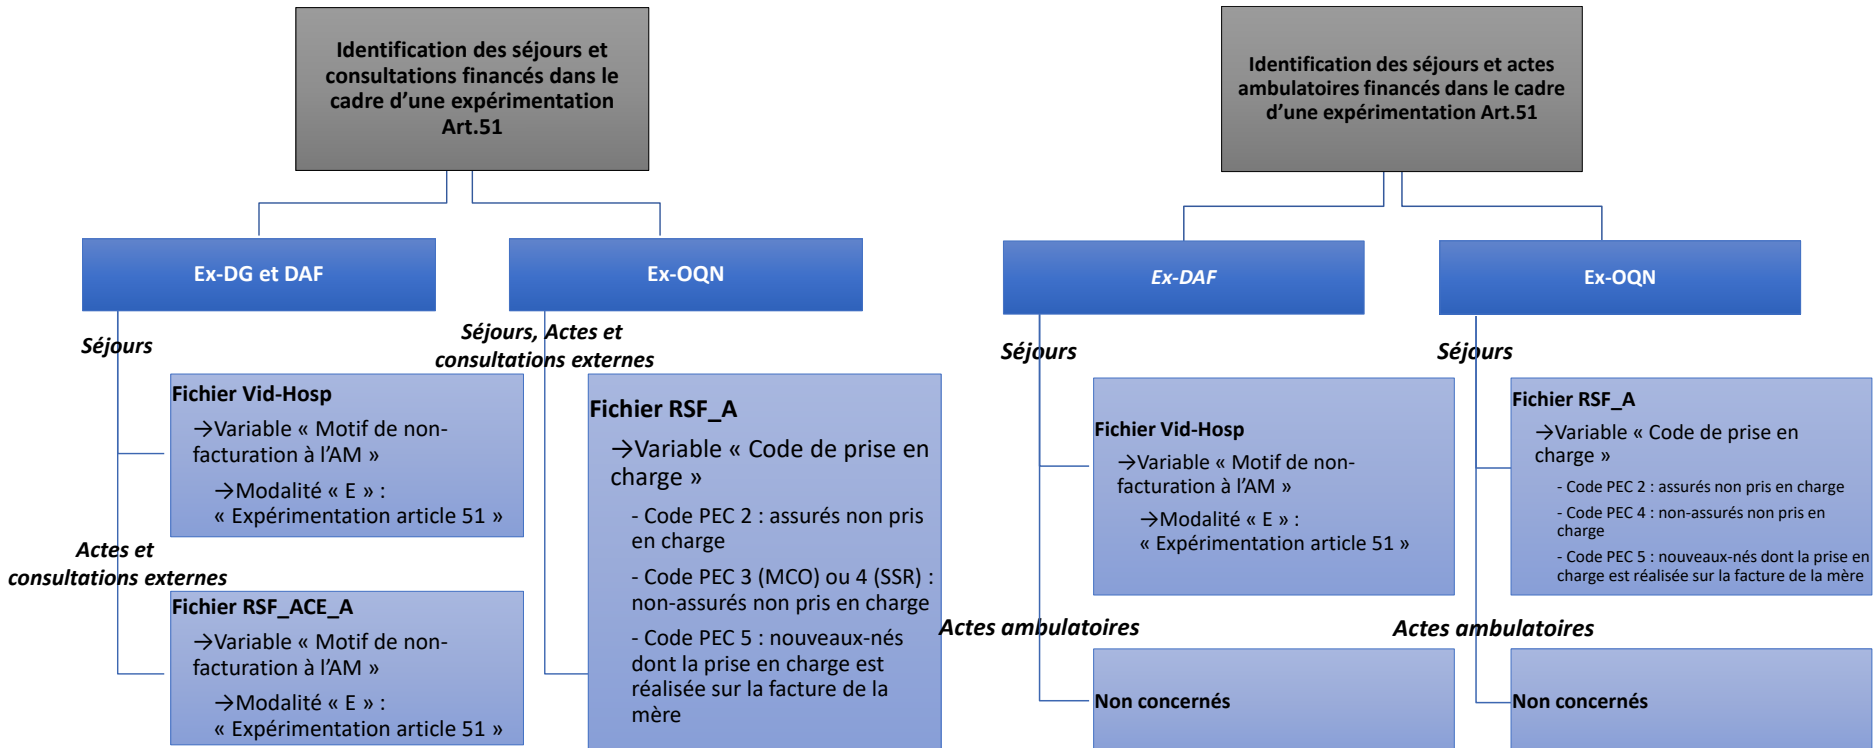 Identification des séjours et
consultations financés dans le
cadre d’une expérimentation
Art.51
Ex-DG et DAF
Ex-OQN
Séjours
Fichier Vid-Hosp
→Variable « Motif de non-
facturation à l’AM »
→Modalité « E » :
« Expérimentation article 51 »
Actes et
consultations externes
Fichier RSF_ACE_A
→Variable « Motif de non-
facturation à l’AM »
→Modalité « E » :
« Expérimentation article 51 »
Séjours, Actes et
consultations externes
Fichier RSF_A
→Variable « Code de prise en
charge »
- Code PEC 2 : assurés non pris
en charge
- Code PEC 3 (MCO) ou 4 (SSR) :
non-assurés non pris en charge
- Code PEC 5 : nouveaux-nés
dont la prise en charge est
réalisée sur la facture de la
mère
Identification des séjours et actes
ambulatoires financés dans le cadre
d’une expérimentation Art.51
Ex-DAF
Ex-OQN
Séjours
Fichier Vid-Hosp
→Variable « Motif de non-
facturation à l’AM »
→Modalité « E » :
« Expérimentation article 51 »
Actes ambulatoires
Non concernés
Séjours
Fichier RSF_A
→Variable « Code de prise en
charge »
- Code PEC 2 : assurés non pris en charge
- Code PEC 4 : non-assurés non pris en
charge
- Code PEC 5 : nouveaux-nés dont la prise en
charge est réalisée sur la facture de la mère
Actes ambulatoires
Non concernés